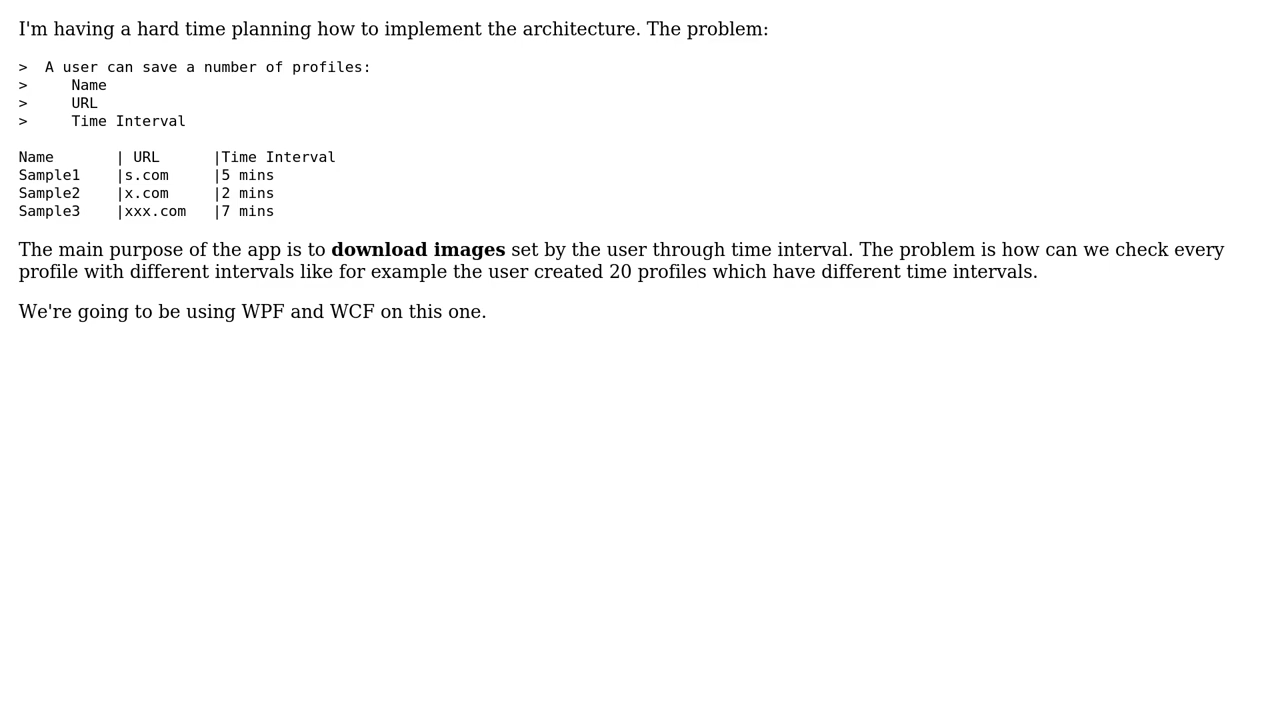 I'm having a hard time planning how to implement the architecture. The problem:
>  A user can save a number of profiles:
>     Name
>     URL
>     Time Interval
Name       | URL      |Time Interval
Sample1    |s.com     |5 mins
Sample2    |x.com     |2 mins
Sample3    |xxx.com   |7 mins
The main purpose of the app is to download images set by the user through time interval. The problem is how can we check every
profile with different intervals like for example the user created 20 profiles which have different time intervals.
We're going to be using WPF and WCF on this one.